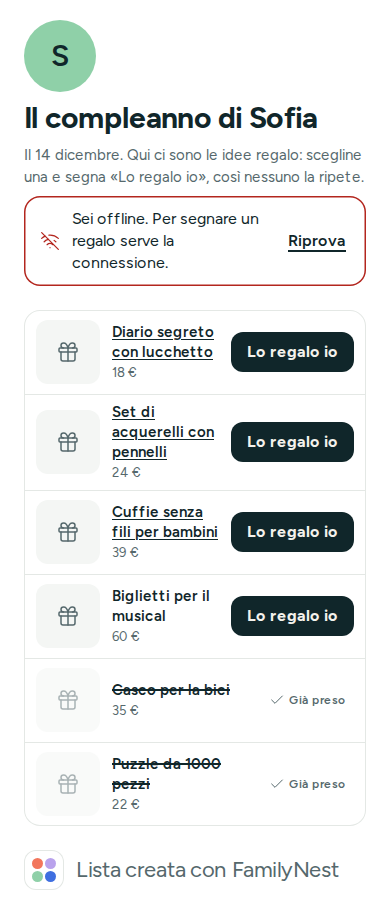 S
Il compleanno di Sofia
Il 14 dicembre. Qui ci sono le idee regalo: scegline
una e segna «Lo regalo io», così nessuno la ripete.
Sei offline. Per segnare un
regalo serve la
connessione.
Riprova
Diario segreto
con lucchetto
18 €
Lo regalo io
Set di
acquerelli con
pennelli
24 €
Lo regalo io
Cuffie senza
fili per bambini
39 €
Lo regalo io
Biglietti per il
musical
60 €
Lo regalo io
Casco per la bici
35 €
Già preso
Puzzle da 1000
pezzi
22 €
Già preso
Lista creata con FamilyNest